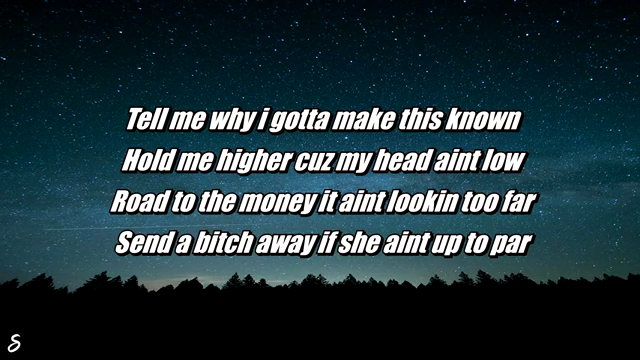 Tell me why i gotta make this known
Hold me higher cuz my head aint low
Road to the money it aint lookin too far
Send a bitch away if she aint up to par
S